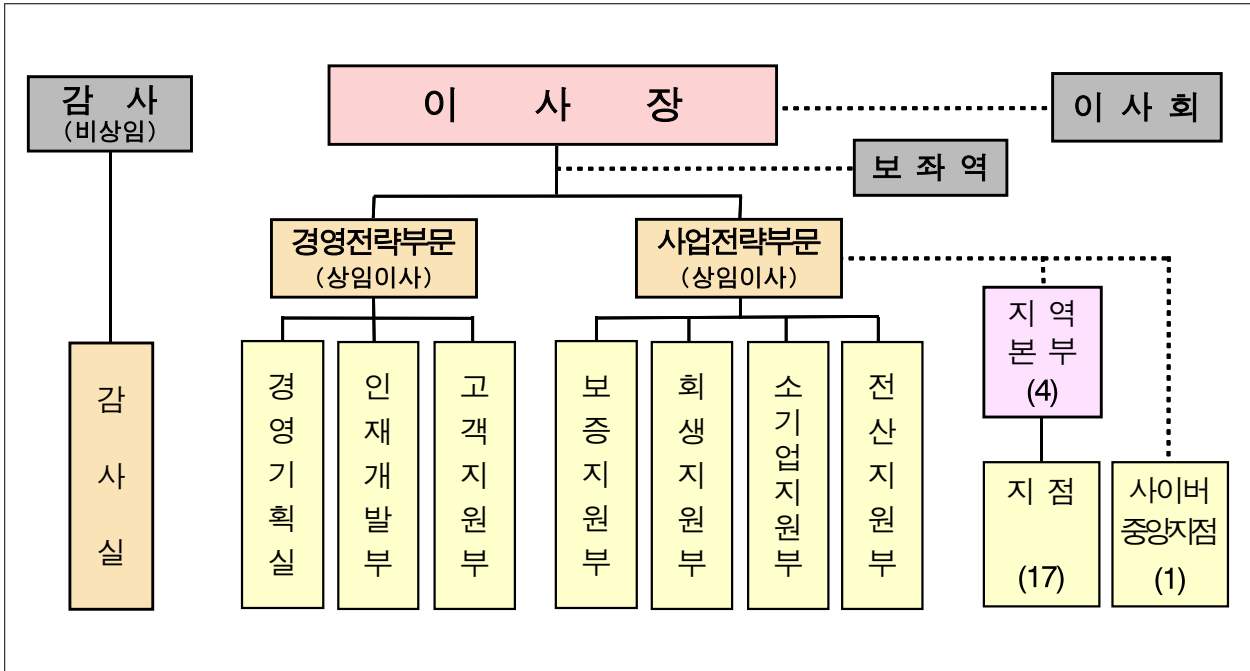 감 사
(비상임)
이 사 장
이 사 회
보 좌 역
경영전략부문
(상임이사)
사업전략부문
(상임이사)
지 역
본 부
(4)
감
사
실
경
영
기
획
실
인
재
개
발
부
고
객
지
원
부
보
증
지
원
부
회
생
지
원
부
소
기
업
지
원
부
전
산
지
원
부
지 점
(17)
사이버
중앙지점
(1)